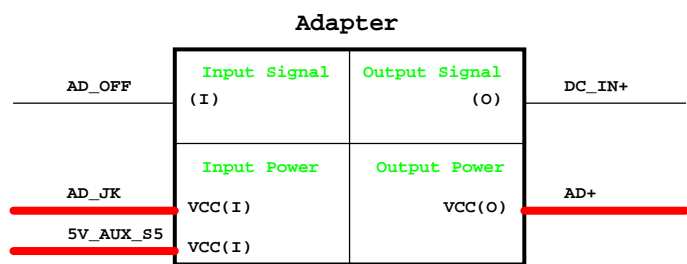 Adapter
Input Signal Output Signal
AD_OFF (I) (O) DC_IN+
Input Power Output Power
AD_JK VCC(I) VCC(O) AD+
5V_AUX_S5 VCC(I)